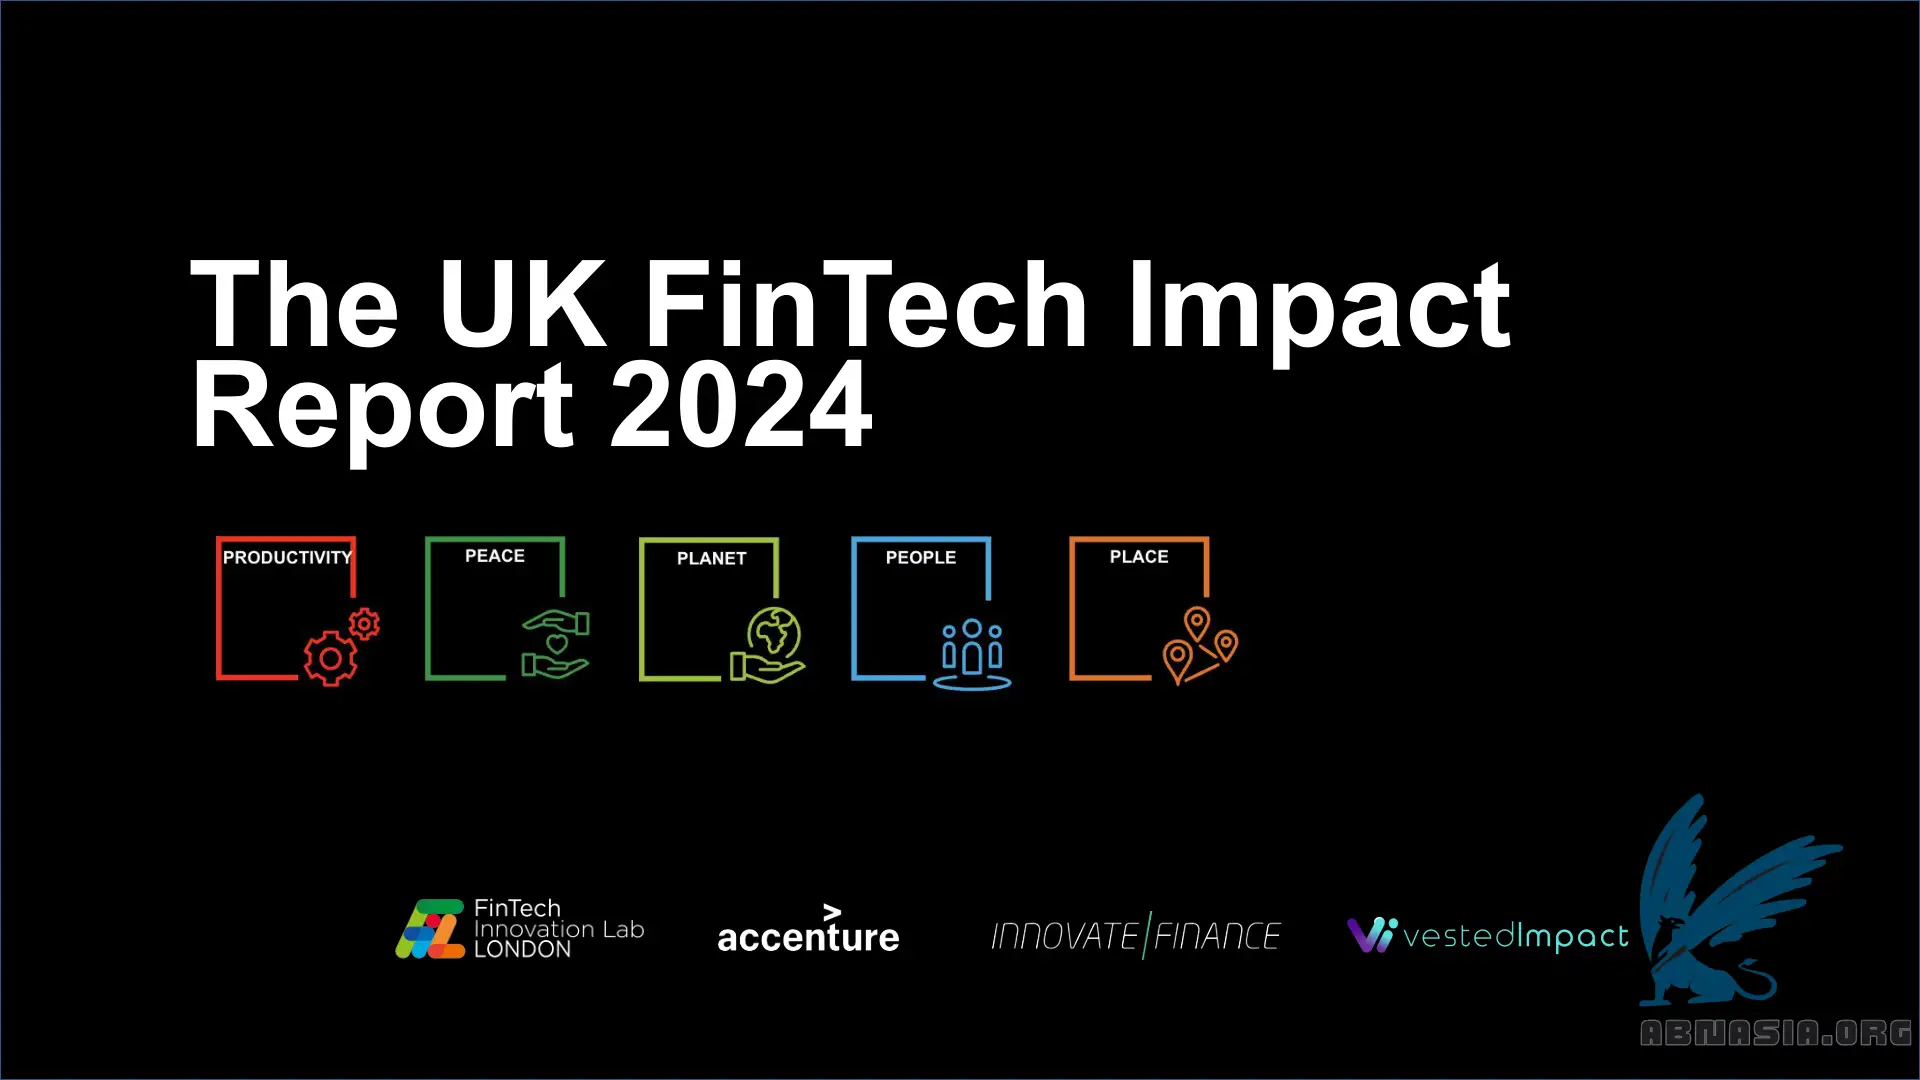 The UK FinTech Impact
Report 2024
PRODUCTIVITY
PEACE
PLANET
PEOPLE
PLACE
FinTech
Innovation Lab
LONDON
accenture
INNOVATE/FINANCE
vestedImpact
ABNASIA.ORG